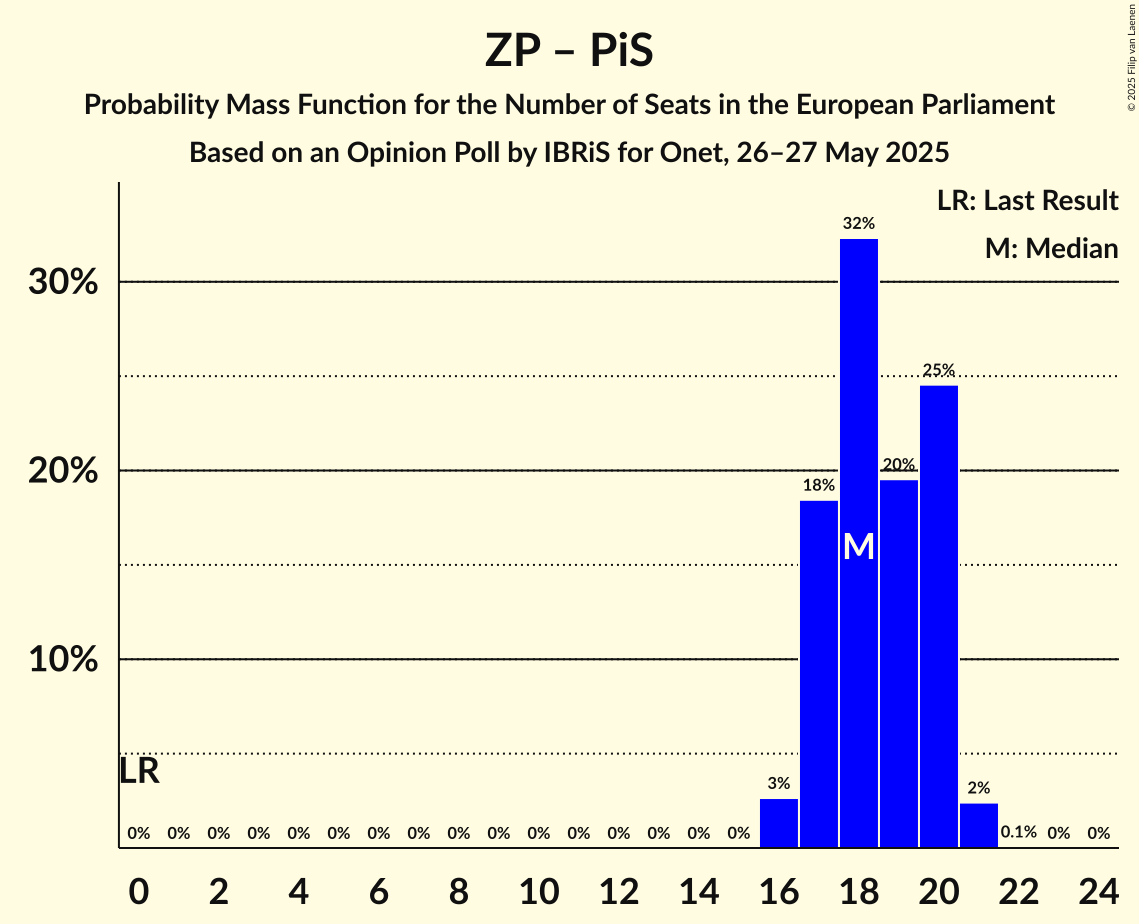 ZP – PiS
Probability Mass Function for the Number of Seats in the European Parliament
Based on an Opinion Poll by IBRiS for Onet, 26–27 May 2025
© 2025 Filip van Laenen
LR: Last Result
M: Median
30%
20%
10%
32%
25%
20%
18%
M
LR
3%
2%
0% 0% 0% 0% 0% 0% 0% 0% 0% 0% 0% 0% 0% 0% 0% 0% 0.1% 0% 0%
0 2 4 6 8 10 12 14 16 18 20 22 24